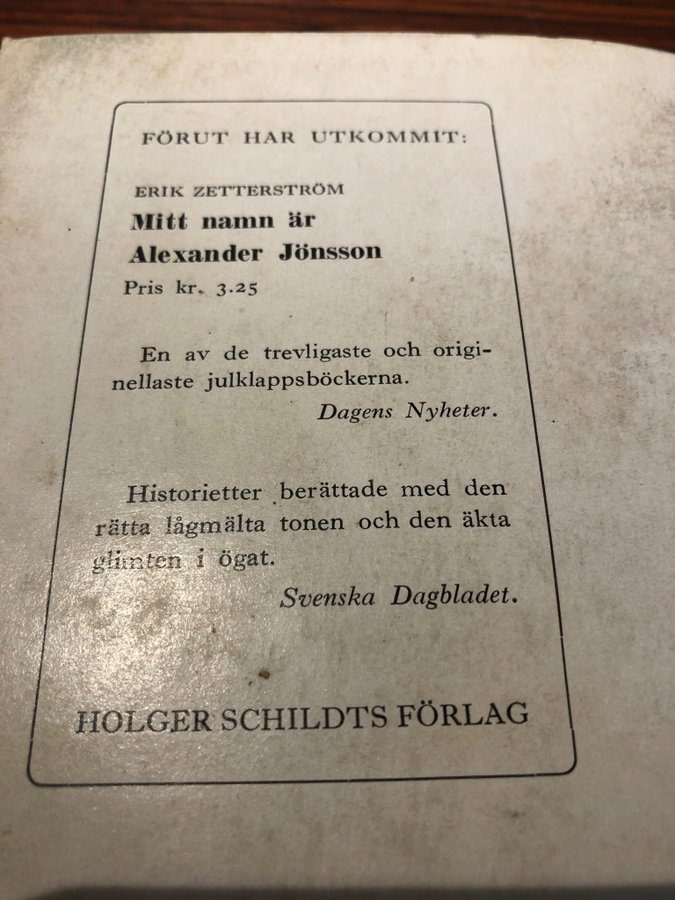 FÖRUT HAR UTKOMMIT:
ERIK ZETTERSTRÖM
Mitt namn är
Alexander Jönsson
Pris kr. 3.25
En av de trevligaste och origi-
nellaste julklappsböckerna.
Dagens Nyheter.
Historietter berättade med den
rätta lågmälta tonen och den äkta
glimten i ögat.
Svenska Dagbladet.
HOLGER SCHILDTS FÖRLAG